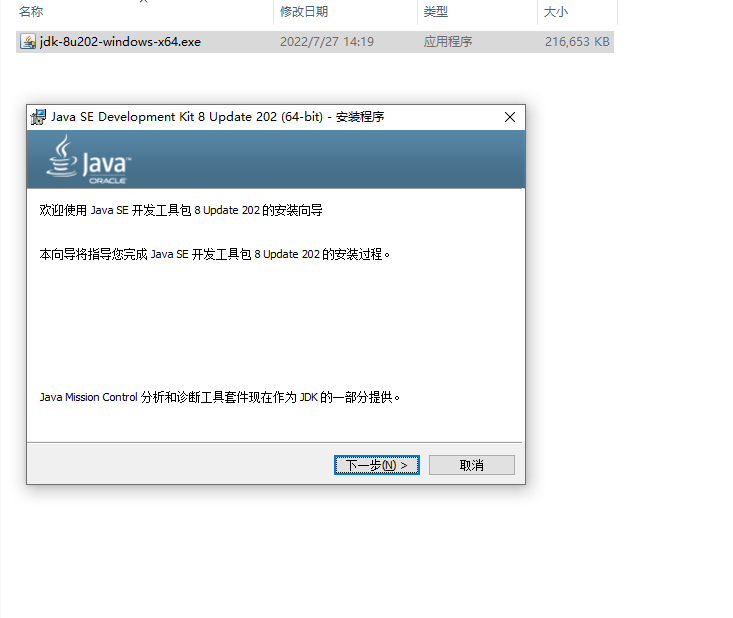 名称 修改日期 类型 大小
jdk-8u202-windows-x64.exe 2022/7/27 14:19 应用程序 216,653 KB
Java SE Development Kit 8 Update 202 (64-bit) - 安装程序
Java™
ORACLE
欢迎使用 Java SE 开发工具包 8 Update 202 的安装向导
本向导将指导您完成 Java SE 开发工具包 8 Update 202 的安装过程。
Java Mission Control 分析和诊断工具套件现在作为 JDK 的一部分提供。
下一步(N) > 取消